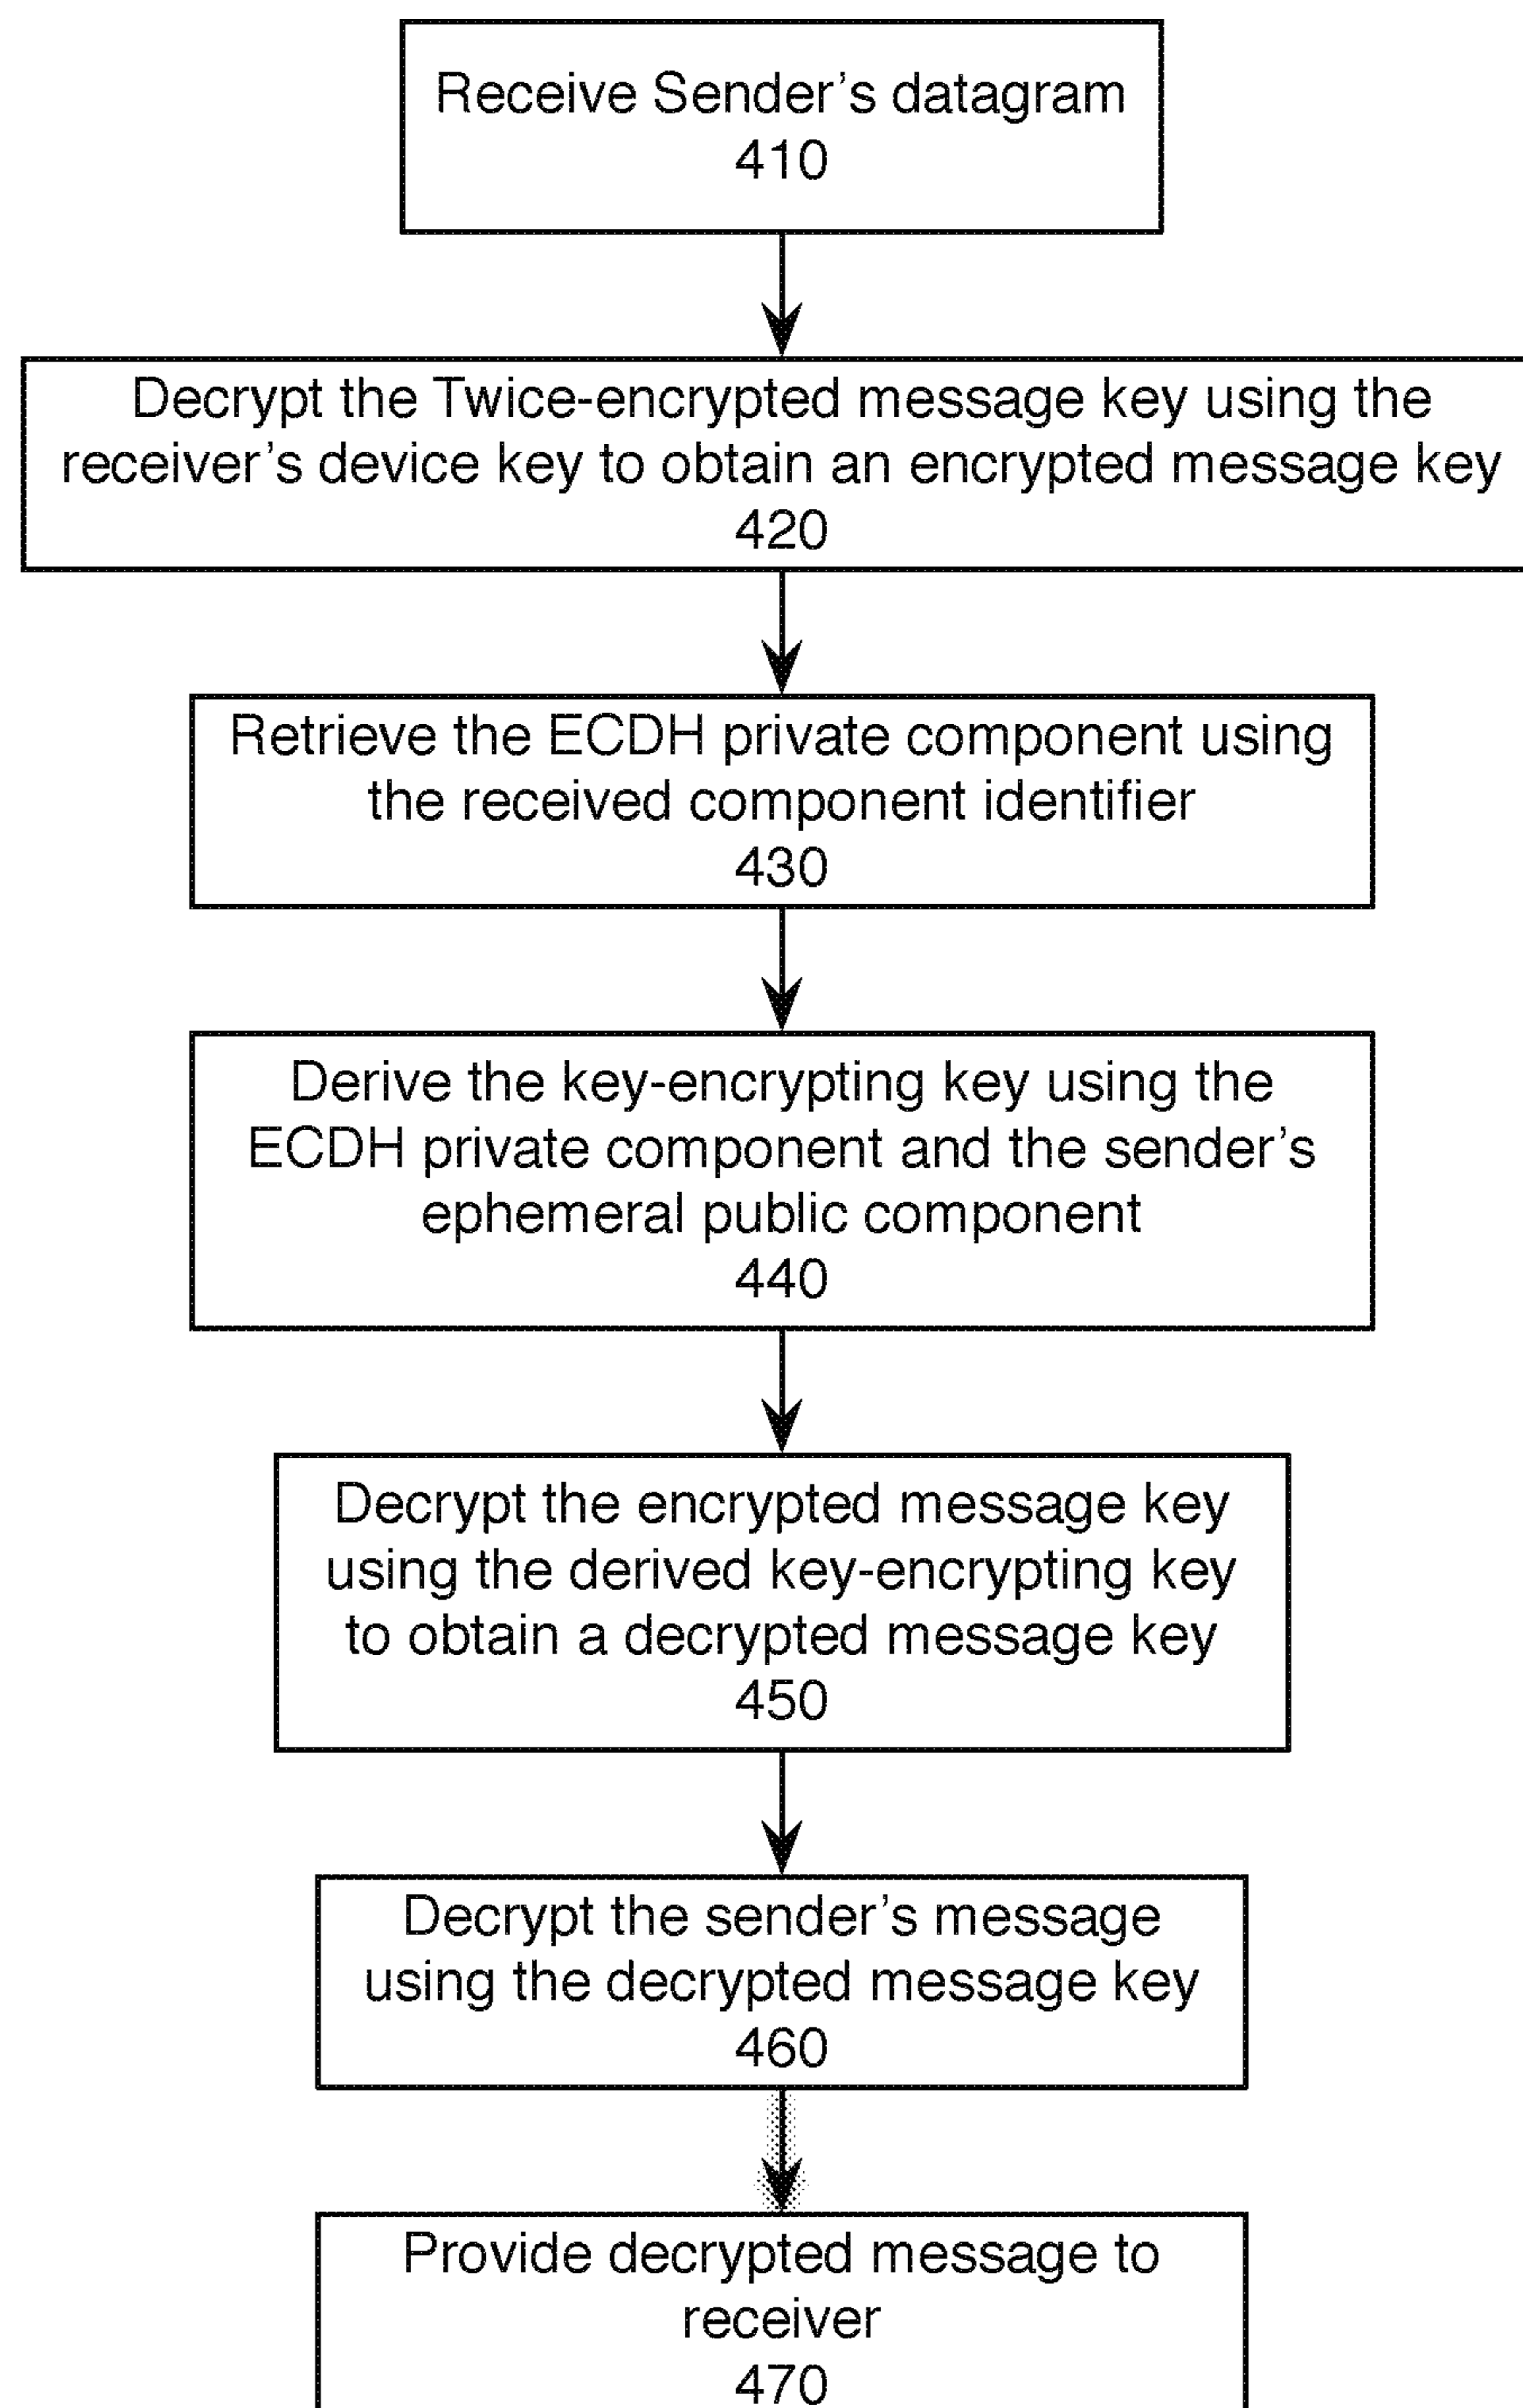 Receive Sender’s datagram
410
Decrypt the Twice-encrypted message key using the
receiver’s device key to obtain an encrypted message key
420
Retrieve the ECDH private component using
the received component identifier
430
Derive the key-encrypting key using the
ECDH private component and the sender’s
ephemeral public component
440
Decrypt the encrypted message key
using the derived key-encrypting key
to obtain a decrypted message key
450
Decrypt the sender’s message
using the decrypted message key
460
Provide decrypted message to
receiver
470